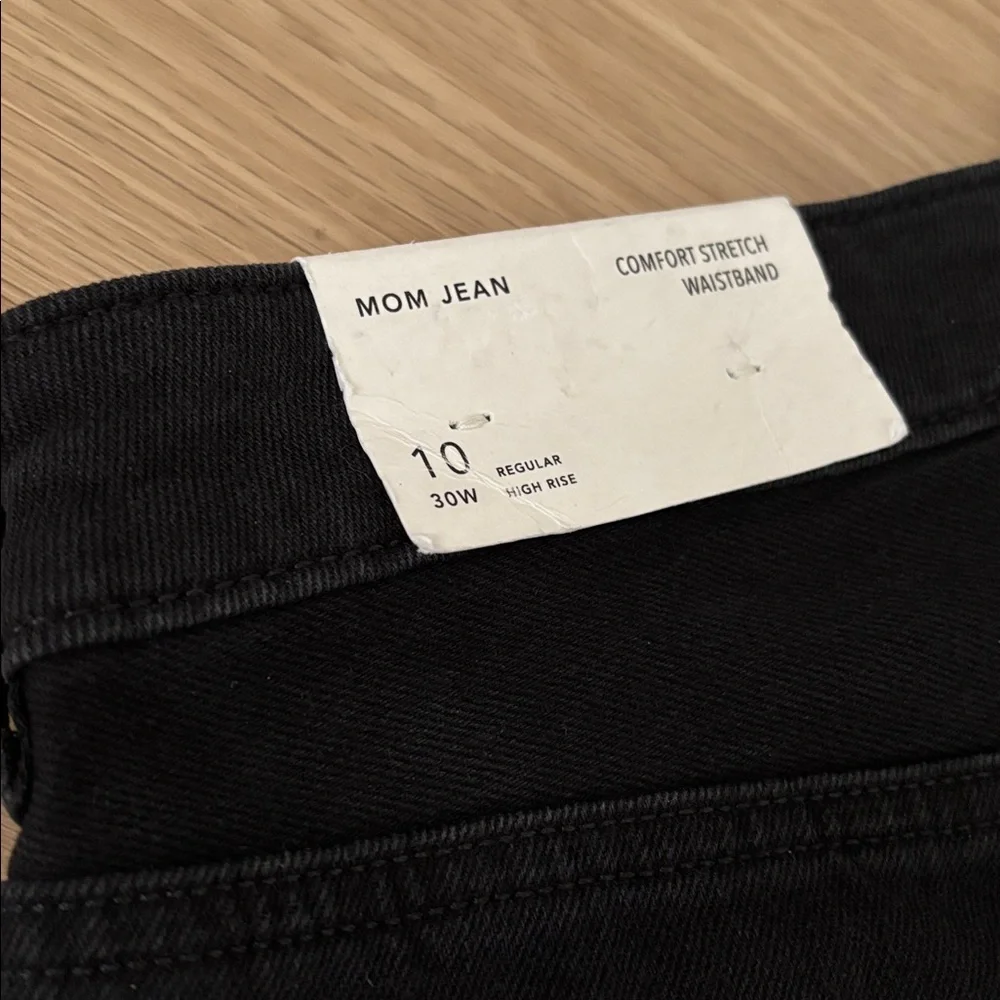 MOM JEAN
COMFORT STRETCH
WAISTBAND
10 REGULAR
30W HIGH RISE